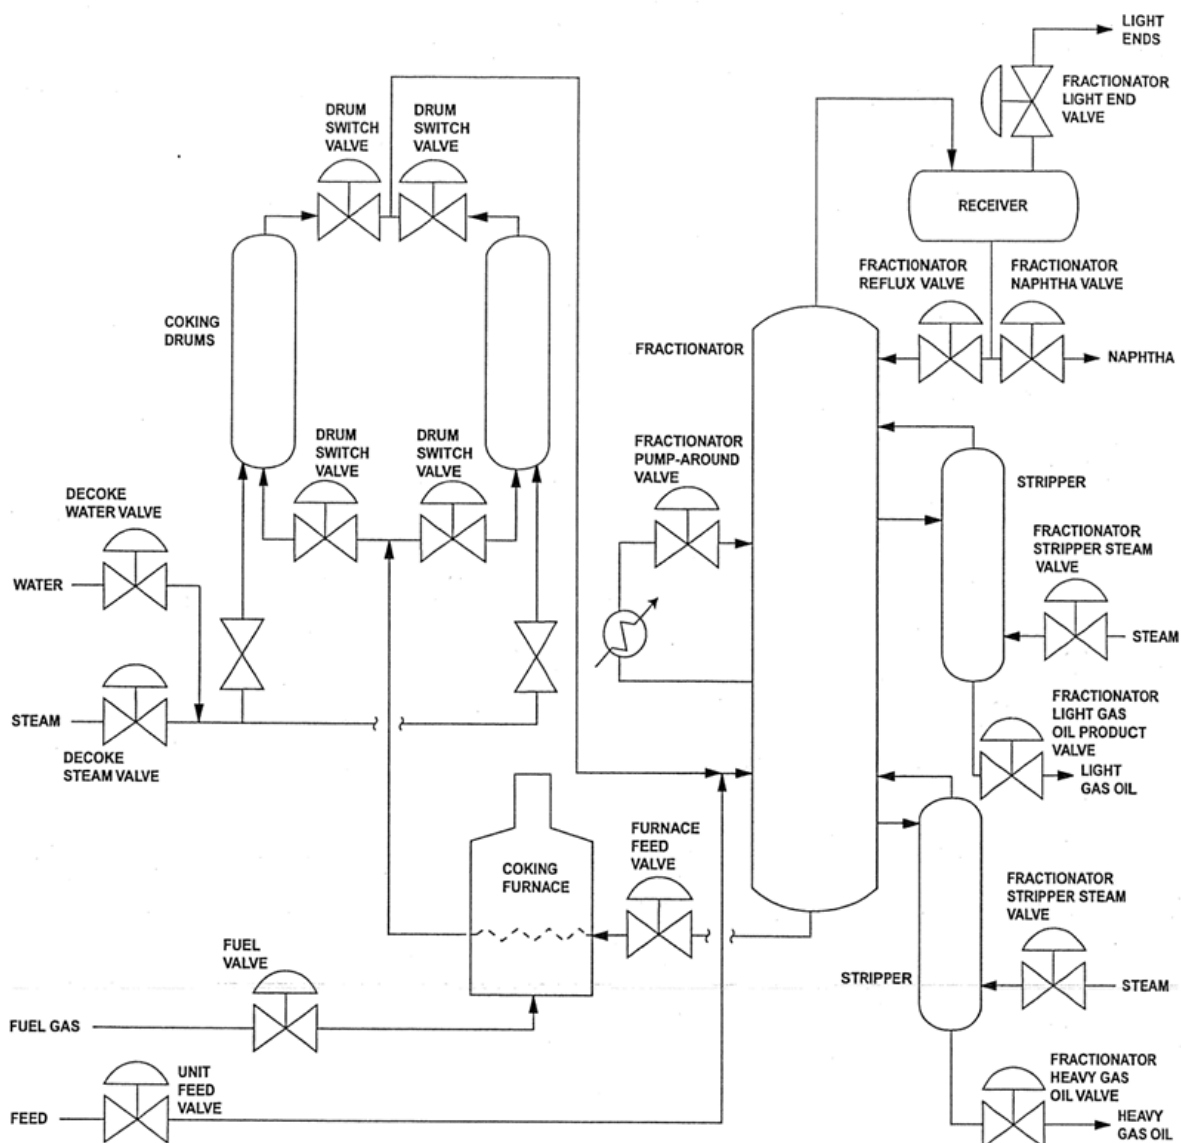 LIGHT
ENDS
FRACTIONATOR
LIGHT END
VALVE
DRUM
SWITCH
VALVE
DRUM
SWITCH
VALVE
RECEIVER
FRACTIONATOR
REFLUX VALVE
FRACTIONATOR
NAPHTHA VALVE
COKING
DRUMS
FRACTIONATOR
NAPHTHA
DRUM
SWITCH
VALVE
DRUM
SWITCH
VALVE
FRACTIONATOR
PUMP-AROUND
VALVE
STRIPPER
DECOKE
WATER VALVE
FRACTIONATOR
STRIPPER STEAM
VALVE
WATER
STEAM
STEAM
DECOKE
STEAM VALVE
FRACTIONATOR
LIGHT GAS
OIL PRODUCT
VALVE
LIGHT
GAS OIL
COKING
FURNACE
FURNACE
FEED
VALVE
FRACTIONATOR
STRIPPER STEAM
VALVE
FUEL
VALVE
STRIPPER
STEAM
FUEL GAS
UNIT
FEED
VALVE
FEED
FRACTIONATOR
HEAVY GAS
OIL VALVE
HEAVY
GAS OIL